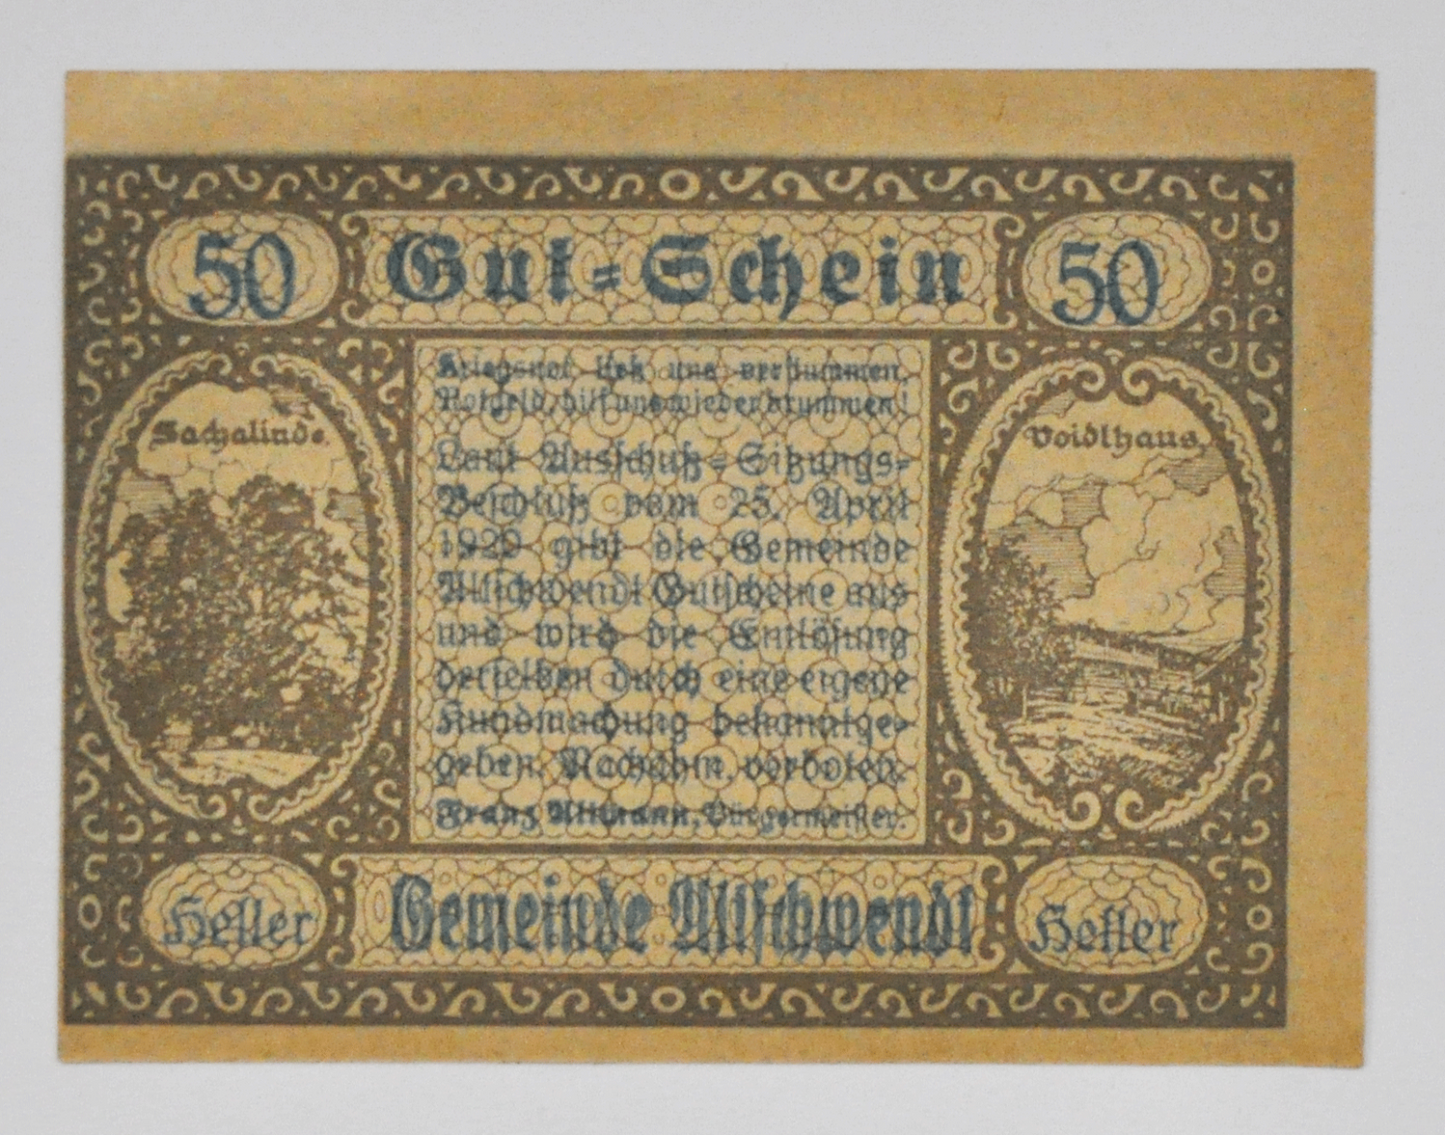 50 Gut=Schein 50
Kriegsnot ließ uns verstummen,
Notgeld, hilf uns wieder brummen!
Sachalinde.
Voidlhaus.
Laut Ausschuß=Sitzungs=
Beschluß vom 25. April
1920 gibt die Gemeinde
Altschwendt Gutscheine aus
und wird die Einlösung
derselben durch eine eigene
Kundmachung bekanntge=
geben. Nachahm. verboten.
Franz Altmann, Bürgermeister.
Heller Gemeinde Altschwendt Heller